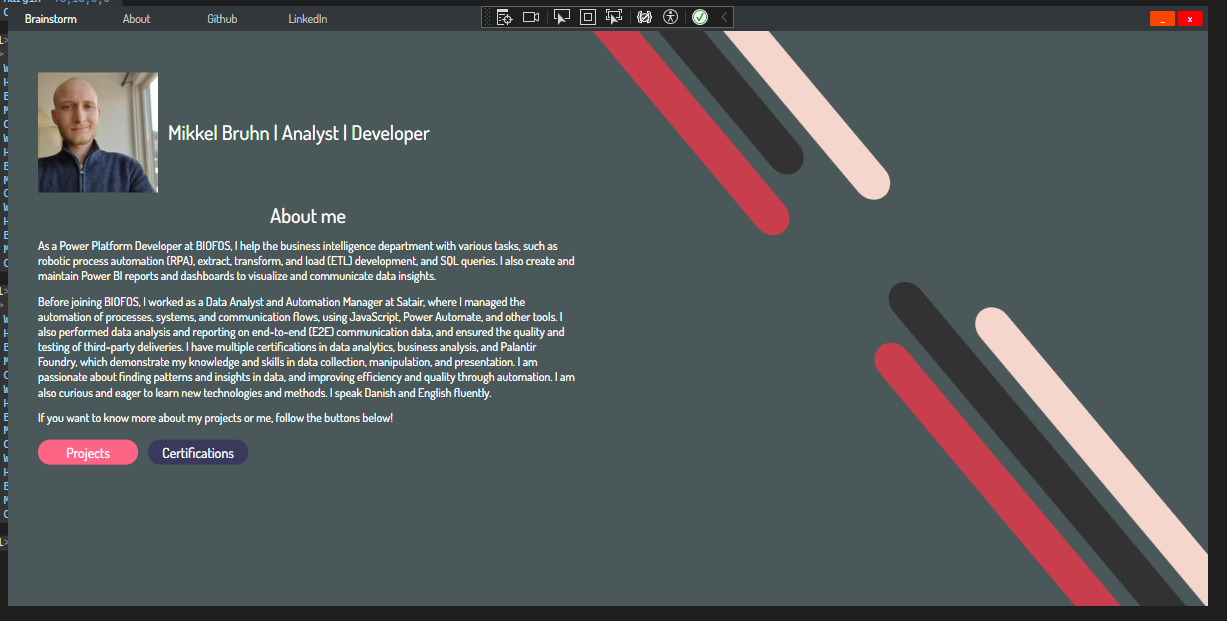 Brainstorm About Github LinkedIn
_ x
Mikkel Bruhn | Analyst | Developer
About me
As a Power Platform Developer at BIOFOS, I help the business intelligence department with various tasks, such as
robotic process automation (RPA), extract, transform, and load (ETL) development, and SQL queries. I also create and
maintain Power BI reports and dashboards to visualize and communicate data insights.
Before joining BIOFOS, I worked as a Data Analyst and Automation Manager at Satair, where I managed the
automation of processes, systems, and communication flows, using JavaScript, Power Automate, and other tools. I
also performed data analysis and reporting on end-to-end (E2E) communication data, and ensured the quality and
testing of third-party deliveries. I have multiple certifications in data analytics, business analysis, and Palantir
Foundry, which demonstrate my knowledge and skills in data collection, manipulation, and presentation. I am
passionate about finding patterns and insights in data, and improving efficiency and quality through automation. I am
also curious and eager to learn new technologies and methods. I speak Danish and English fluently.
If you want to know more about my projects or me, follow the buttons below!
Projects Certifications